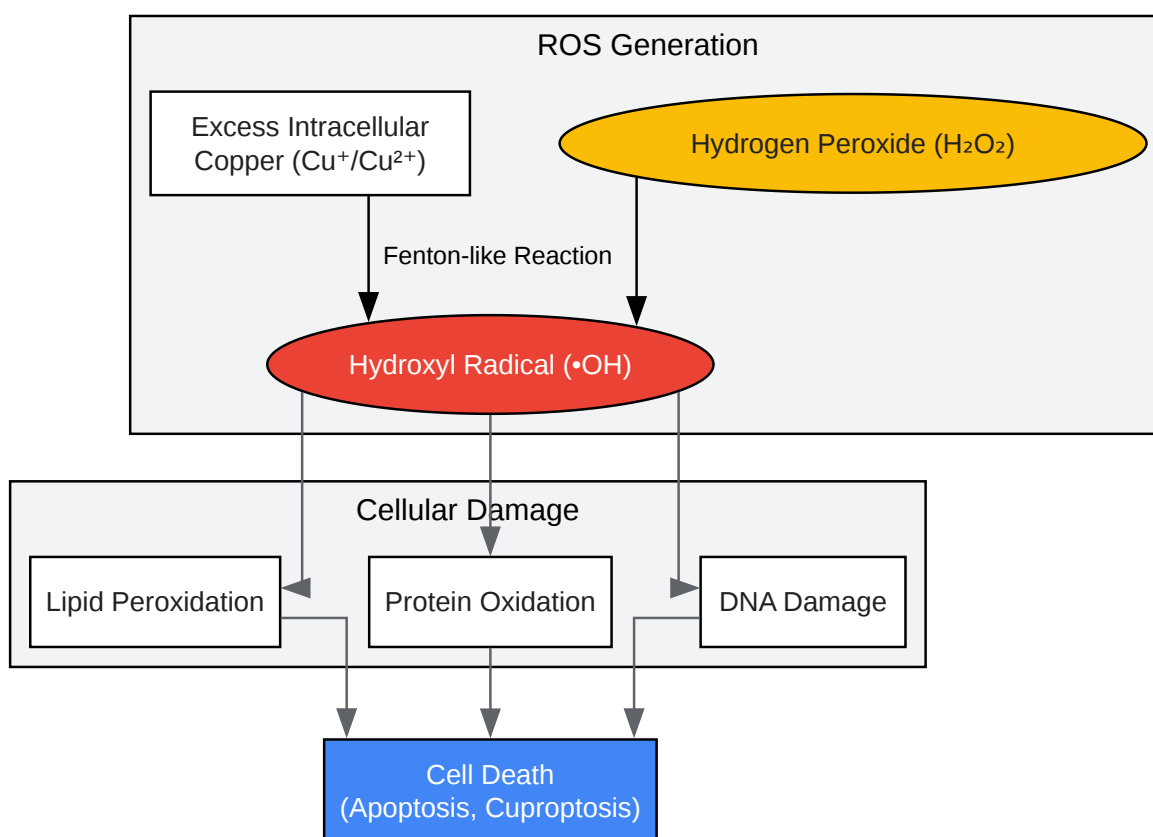 ROS Generation
Excess Intracellular
Copper (Cu⁺/Cu²⁺)
Hydrogen Peroxide (H₂O₂)
Fenton-like Reaction
Hydroxyl Radical (•OH)
Cellular Damage
Lipid Peroxidation
Protein Oxidation
DNA Damage
Cell Death
(Apoptosis, Cuproptosis)